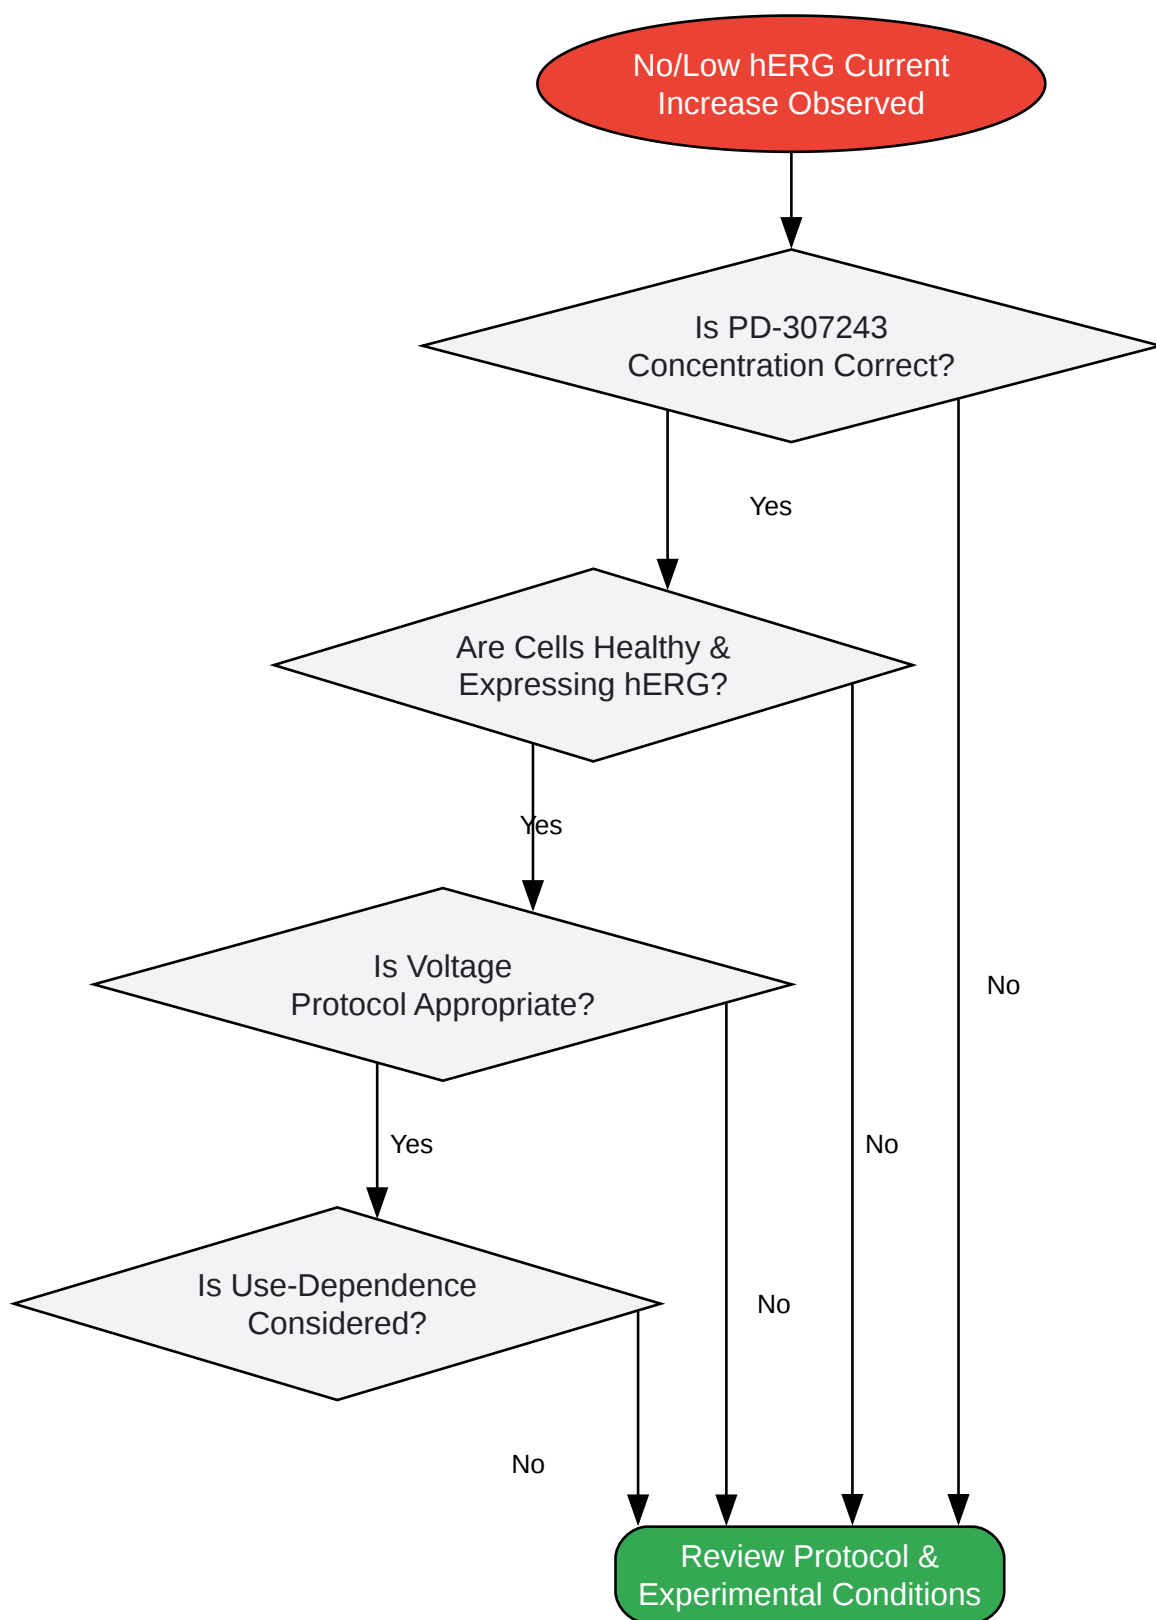 No/Low hERG Current
Increase Observed
Is PD-307243
Concentration Correct?
Yes
Are Cells Healthy &
Expressing hERG?
Yes
Is Voltage
Protocol Appropriate?
No
Yes
No
Is Use-Dependence
Considered?
No
No
Review Protocol &
Experimental Conditions